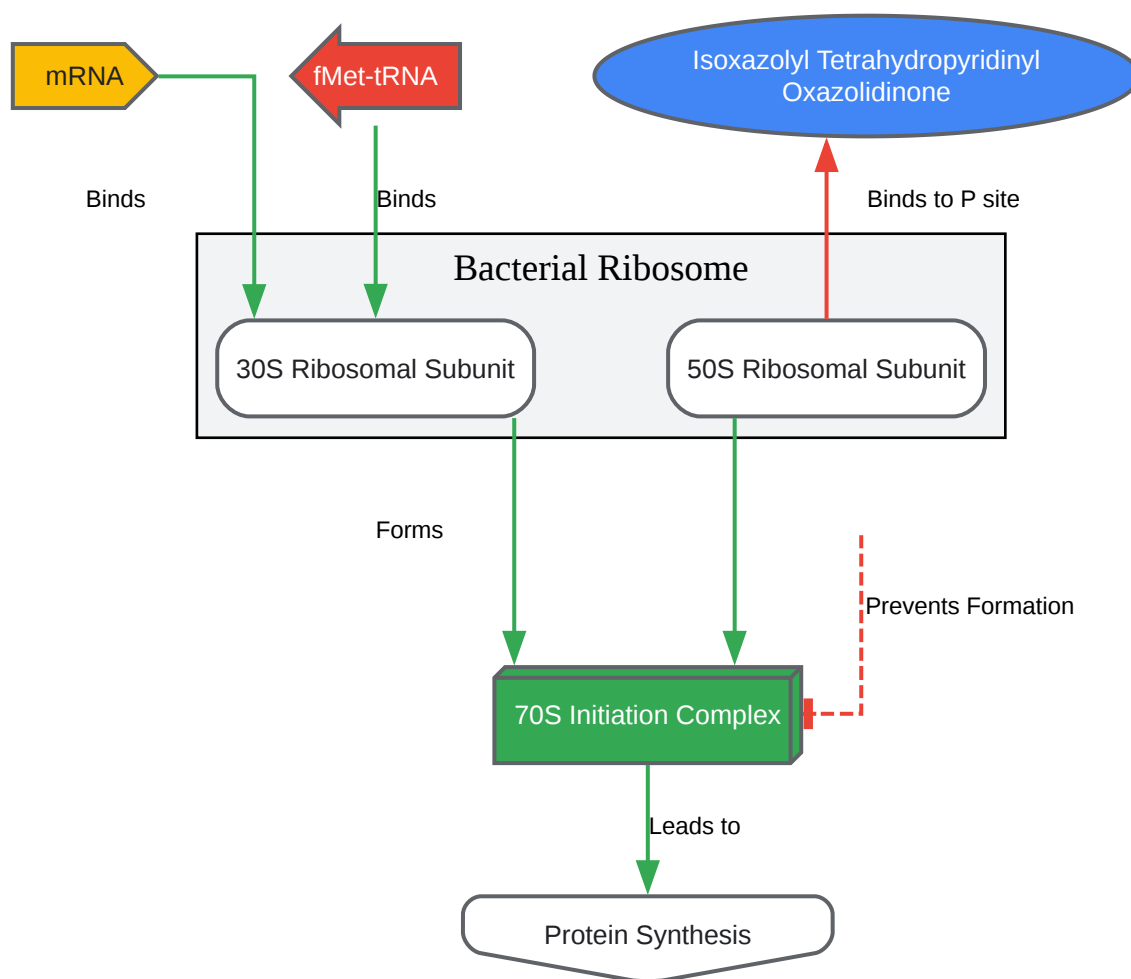 mRNA
fMet-tRNA
Isoxazolyl Tetrahydropyridinyl
Oxazolidinone
Binds
Binds
Binds to P site
Bacterial Ribosome
30S Ribosomal Subunit
50S Ribosomal Subunit
Forms
Prevents Formation
70S Initiation Complex
Leads to
Protein Synthesis